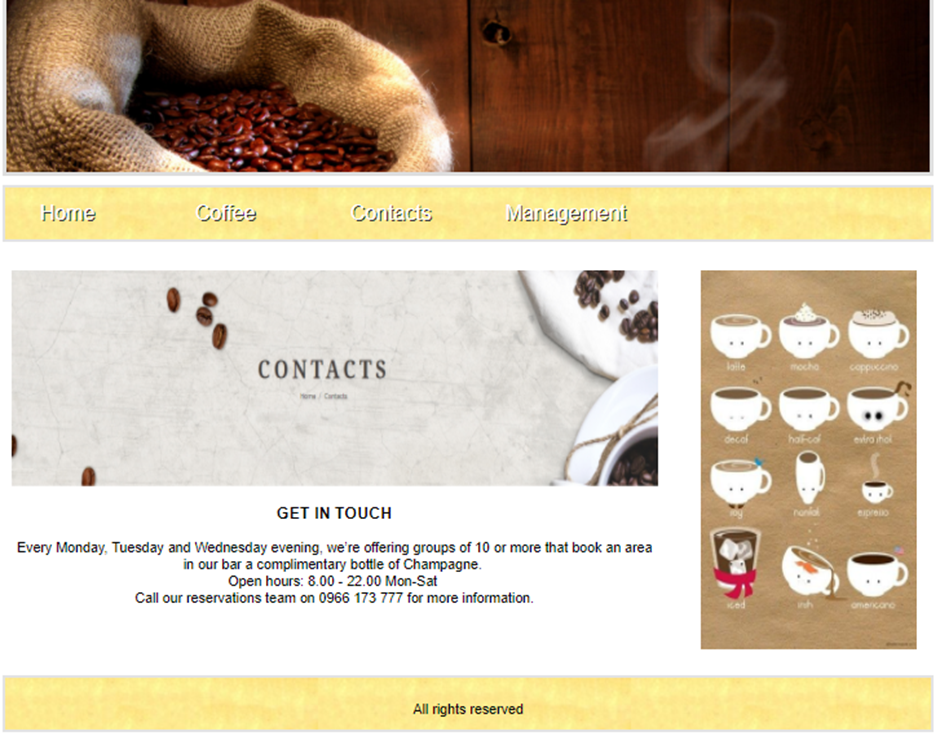 Home Coffee Contacts Management
CONTACTS
Home / Contacts
GET IN TOUCH
Every Monday, Tuesday and Wednesday evening, we're offering groups of 10 or more that book an area
in our bar a complimentary bottle of Champagne.
Open hours: 8.00 - 22.00 Mon-Sat
Call our reservations team on 0966 173 777 for more information.
latte mocha cappuccino
decaf half-caf extra shot
soy nonfat espresso
iced irish americano
All rights reserved